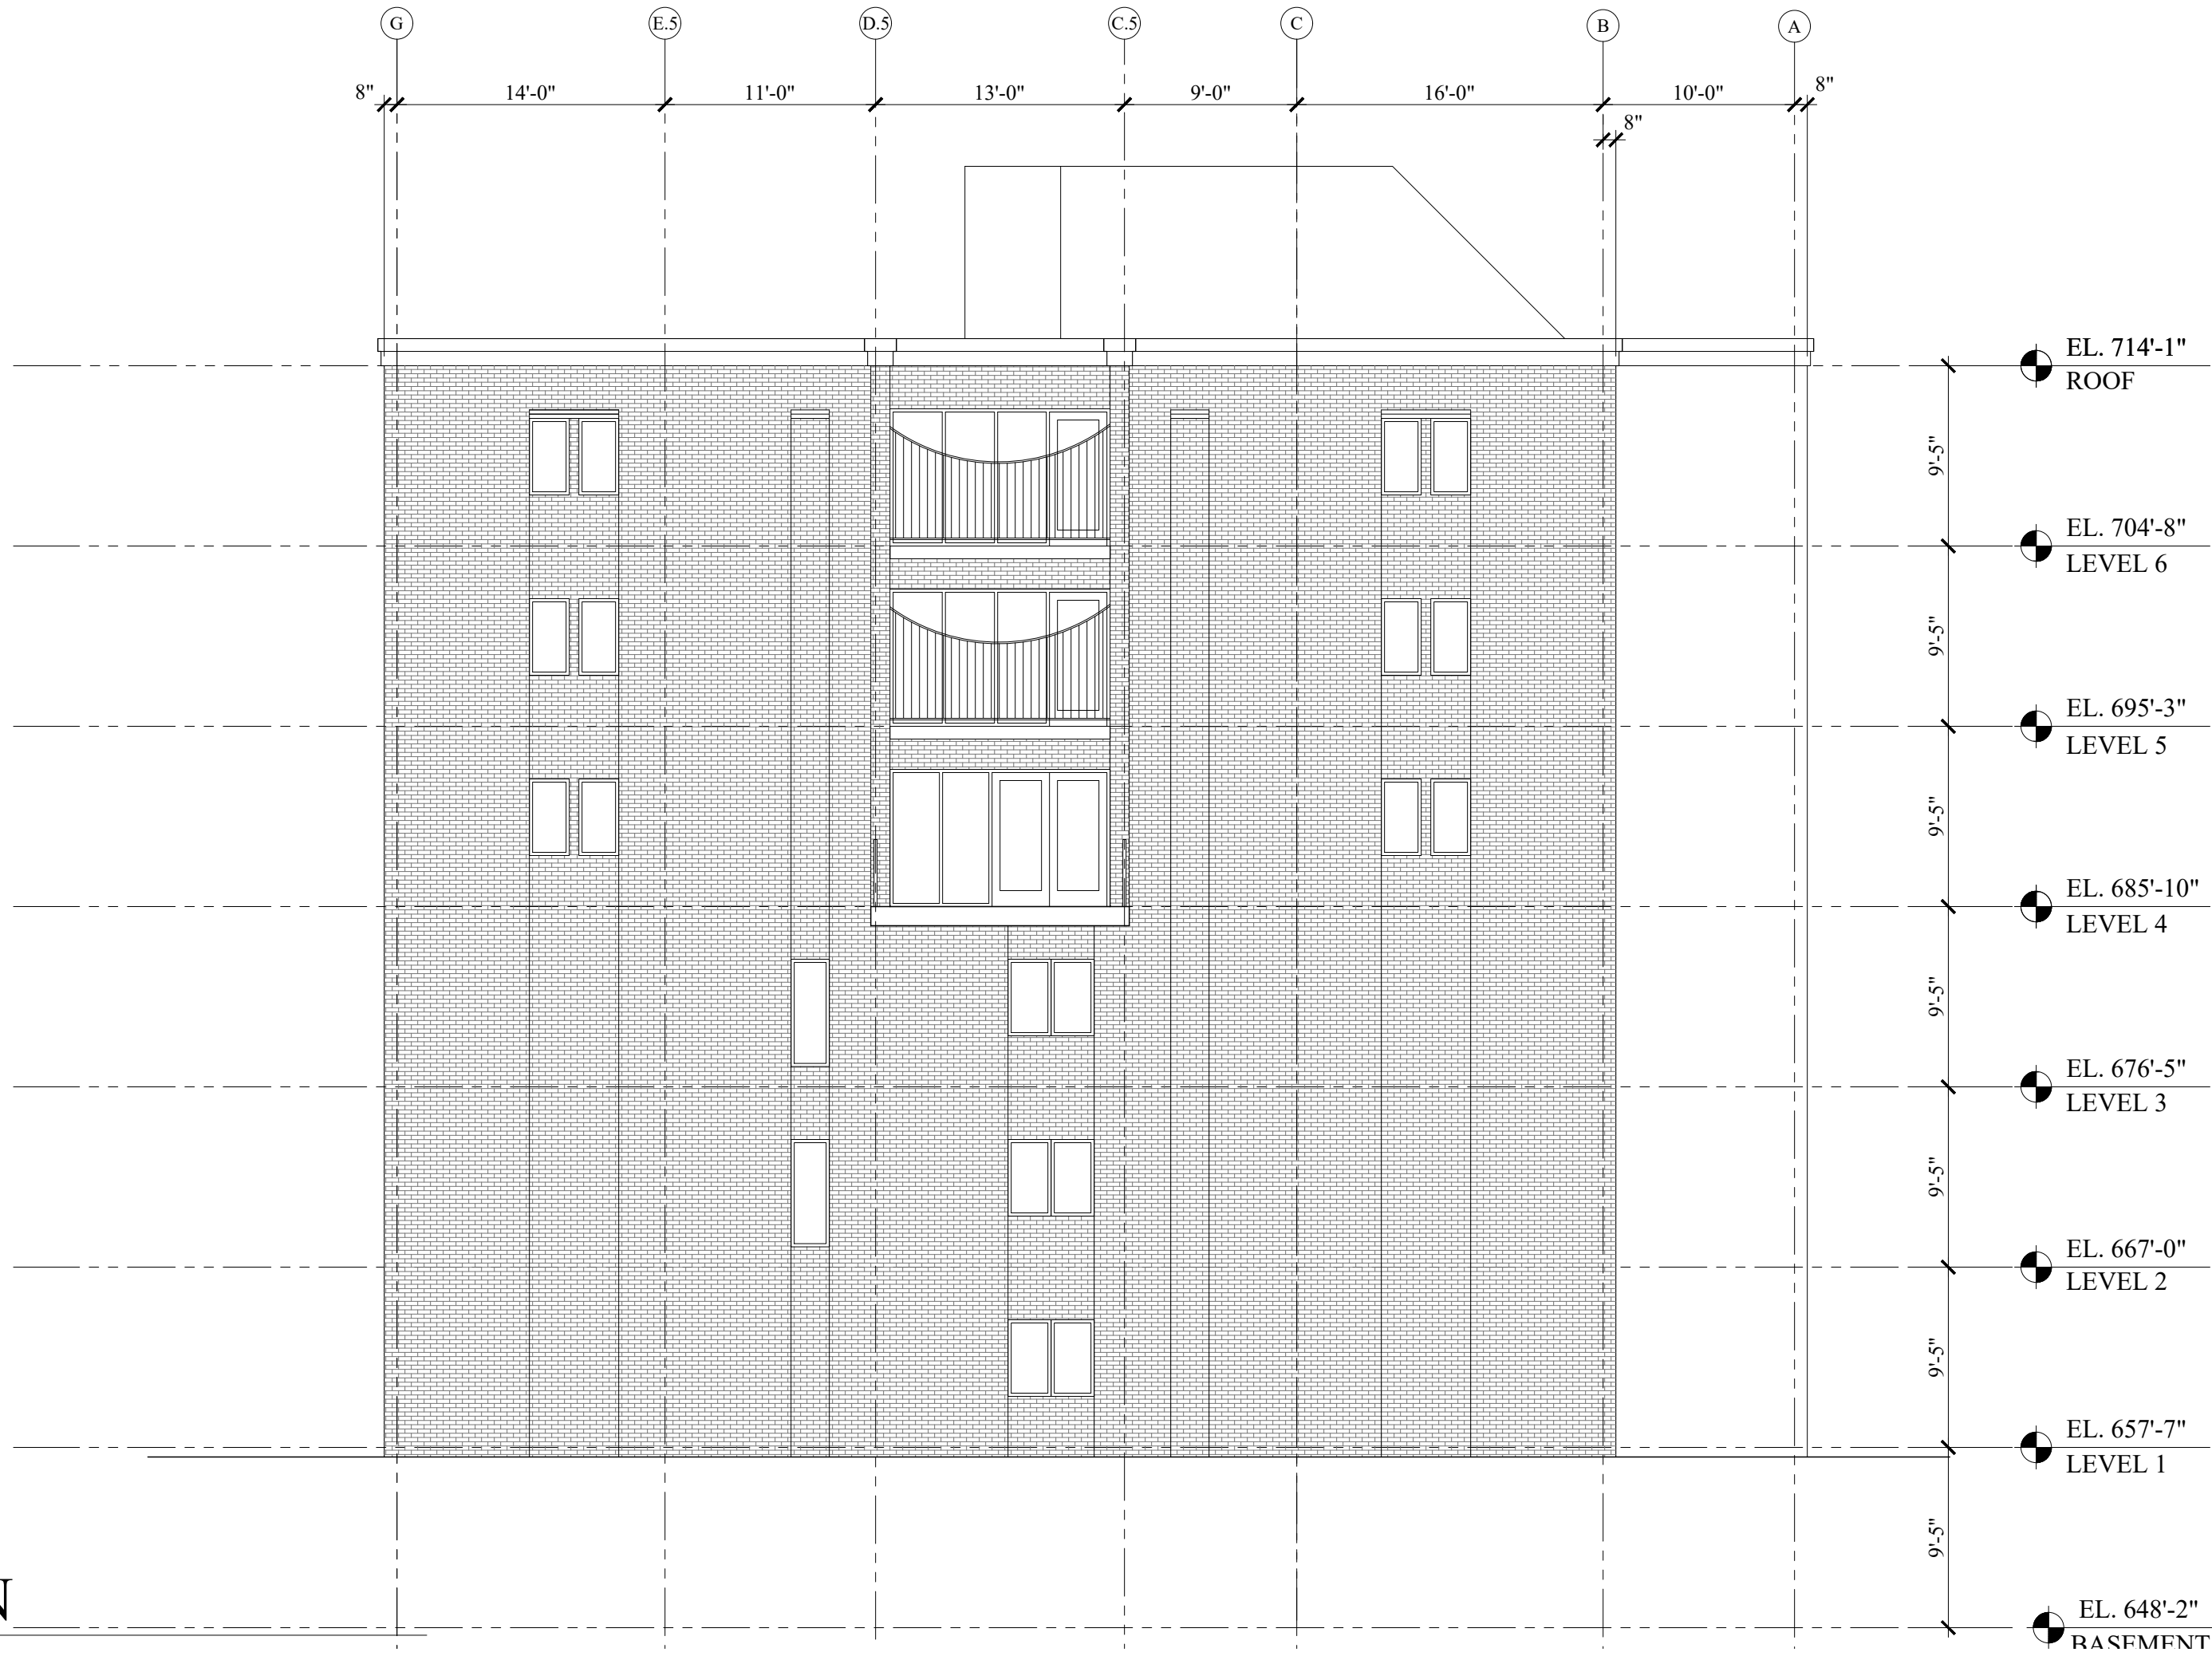 G E.5 D.5 C.5 C B A
8" 14'-0" 11'-0" 13'-0" 9'-0" 16'-0" 10'-0" 8"
8"
EL. 714'-1"
ROOF
9'-5"
EL. 704'-8"
LEVEL 6
9'-5"
EL. 695'-3"
LEVEL 5
9'-5"
EL. 685'-10"
LEVEL 4
9'-5"
EL. 676'-5"
LEVEL 3
9'-5"
EL. 667'-0"
LEVEL 2
9'-5"
EL. 657'-7"
LEVEL 1
9'-5"
N
EL. 648'-2"
BASEMENT